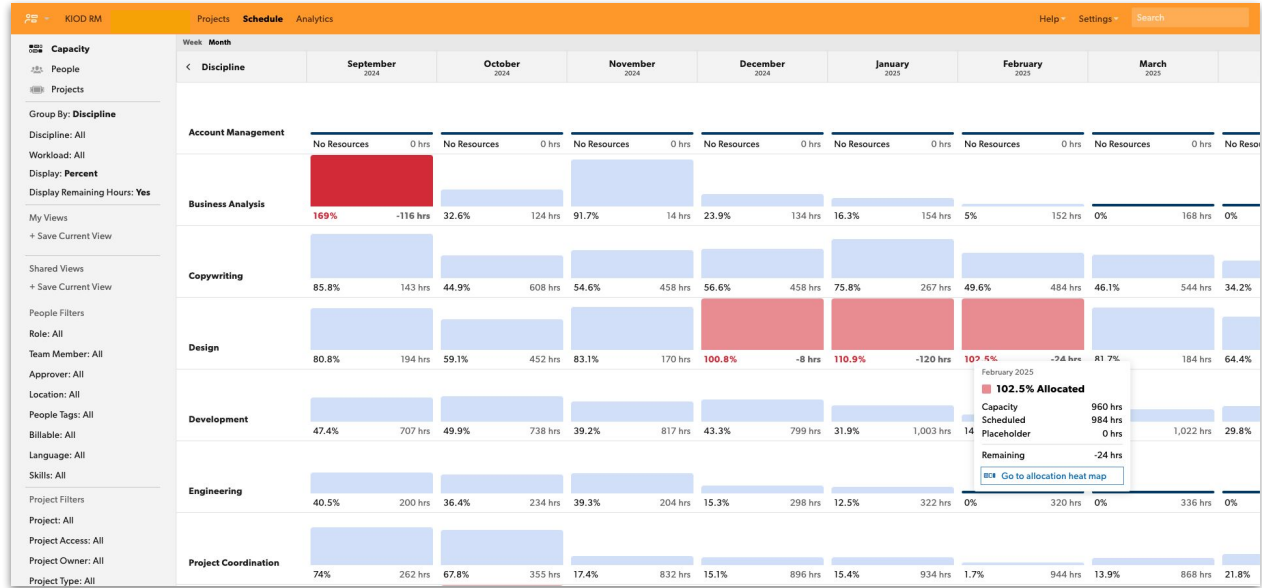 KIOD RM Projects Schedule Analytics Help Settings Search
Capacity
People
Projects
Group By: Discipline
Discipline: All
Workload: All
Display: Percent
Display Remaining Hours: Yes
My Views
+ Save Current View
Shared Views
+ Save Current View
People Filters
Role: All
Team Member: All
Approver: All
Location: All
People Tags: All
Billable: All
Language: All
Skills: All
Project Filters
Project: All
Project Access: All
Project Owner: All
Project Type: All
Week Month
Discipline September October November December January February March
2024 2024 2024 2024 2025 2025 2025
Account Management
No Resources 0 hrs No Resources 0 hrs No Resources 0 hrs No Resources 0 hrs No Resources 0 hrs No Resources 0 hrs No Resources 0 hrs No Reso
Business Analysis
169% -116 hrs 32.6% 124 hrs 91.7% 14 hrs 23.9% 134 hrs 16.3% 154 hrs 5% 152 hrs 0% 168 hrs 0%
Copywriting
85.8% 143 hrs 44.9% 608 hrs 54.6% 458 hrs 56.6% 458 hrs 75.8% 267 hrs 49.6% 484 hrs 46.1% 544 hrs 34.2%
Design
80.8% 194 hrs 59.1% 452 hrs 83.1% 170 hrs 100.8% -8 hrs 110.9% -120 hrs 102.5% -24 hrs 81.7% 184 hrs 64.4%
February 2025
102.5% Allocated
Capacity 960 hrs
Scheduled 984 hrs
Placeholder 0 hrs
Remaining -24 hrs
Go to allocation heat map
Development
47.4% 707 hrs 49.9% 738 hrs 39.2% 817 hrs 43.3% 799 hrs 31.9% 1,003 hrs 14 1,022 hrs 29.8%
Engineering
40.5% 200 hrs 36.4% 234 hrs 39.3% 204 hrs 15.3% 298 hrs 12.5% 322 hrs 0% 320 hrs 0% 336 hrs 0%
Project Coordination
74% 262 hrs 67.8% 355 hrs 17.4% 832 hrs 15.1% 896 hrs 15.4% 934 hrs 1.7% 944 hrs 13.9% 868 hrs 21.8%